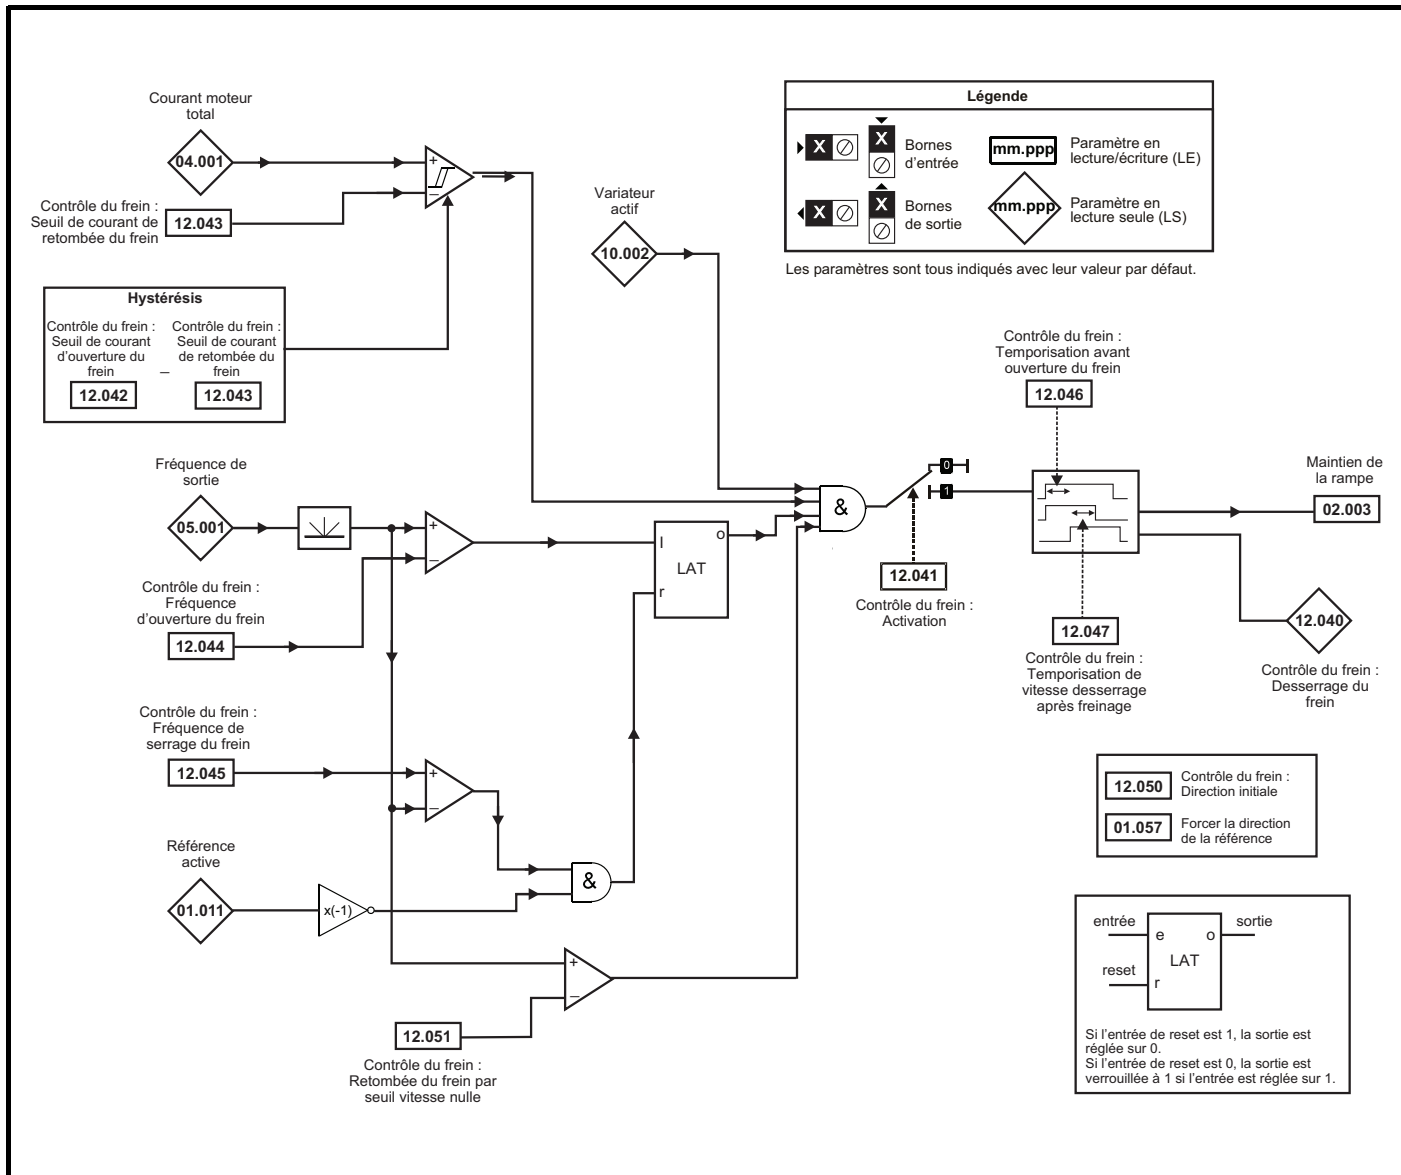 Courant moteur
total
04.001
+
–
Contrôle du frein :
Seuil de courant de
retombée du frein
12.043
Hystérésis
Contrôle du frein :
Seuil de courant
d'ouverture du
frein
12.042
–
Contrôle du frein :
Seuil de courant
de retombée du
frein
12.043
Variateur
actif
10.002
Légende
X
X
Bornes
d'entrée
mm.ppp
Paramètre en
lecture/écriture (LE)
X
X
Bornes
de sortie
mm.ppp
Paramètre en
lecture seule (LS)
Les paramètres sont tous indiqués avec leur valeur par défaut.
Fréquence de
sortie
05.001
+
–
Contrôle du frein :
Fréquence
d'ouverture du frein
12.044
l
o
LAT
r
&
0
1
12.041
Contrôle du frein :
Activation
Contrôle du frein :
Temporisation avant
ouverture du frein
12.046
12.047
Contrôle du frein :
Temporisation de
vitesse desserrage
après freinage
Maintien de
la rampe
02.003
12.040
Contrôle du frein :
Desserrage du
frein
Contrôle du frein :
Fréquence de
serrage du frein
12.045
+
–
Référence
active
01.011
x(-1)
&
+
–
12.051
Contrôle du frein :
Retombée du frein par
seuil vitesse nulle
12.050
Contrôle du frein :
Direction initiale
01.057
Forcer la direction
de la référence
entrée
e
o
sortie
LAT
reset
r
Si l'entrée de reset est 1, la sortie est
réglée sur 0.
Si l'entrée de reset est 0, la sortie est
verrouillée à 1 si l'entrée est réglée sur 1.